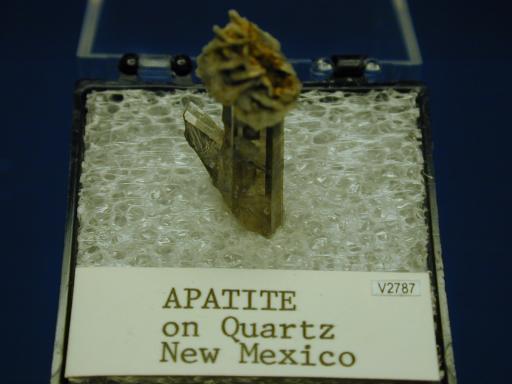 V2787
APATITE
on Quartz
New Mexico